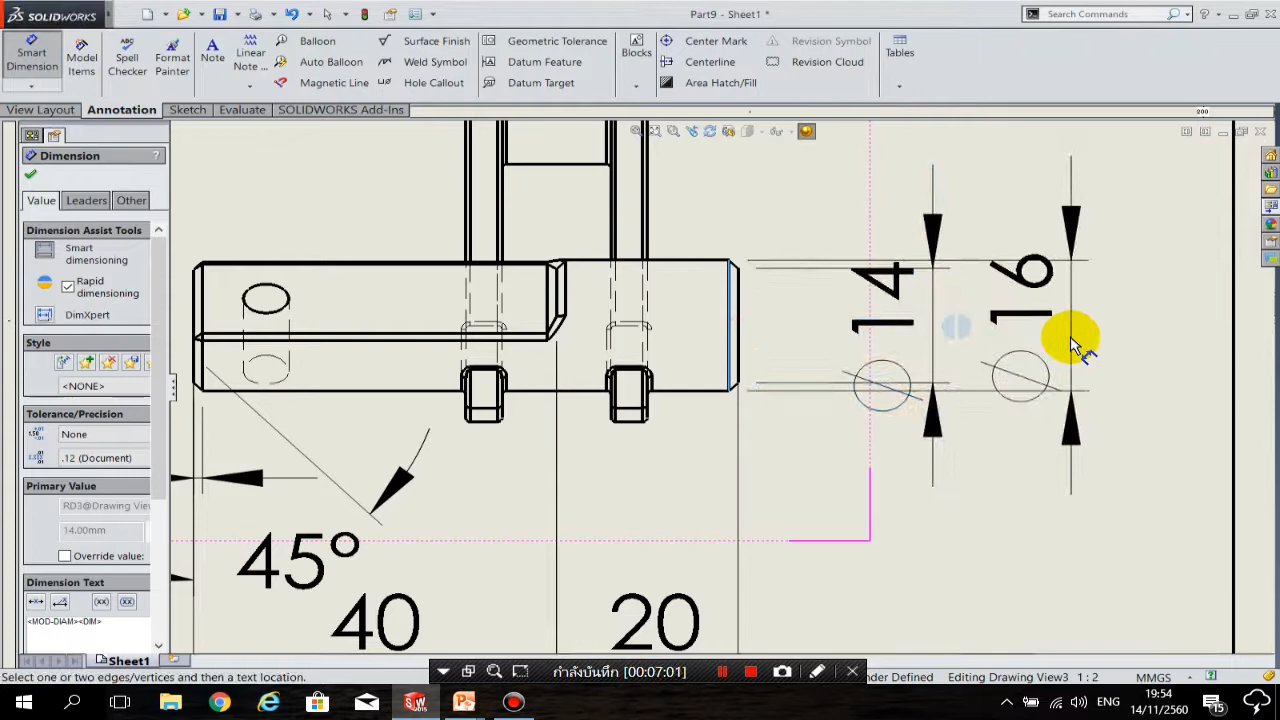 SOLIDWORKS
Part9 - Sheet1 *
Search Commands
Smart Dimension
Model Items
Spell Checker
Format Painter
Note
Linear Note ...
Balloon
Auto Balloon
Magnetic Line
Surface Finish
Weld Symbol
Hole Callout
Geometric Tolerance
Datum Feature
Datum Target
Blocks
Center Mark
Centerline
Area Hatch/Fill
Revision Symbol
Revision Cloud
Tables
View Layout
Annotation
Sketch
Evaluate
SOLIDWORKS Add-Ins
200
Dimension
?
Value
Leaders
Other
Dimension Assist Tools
Smart dimensioning
Rapid dimensioning
DimXpert
Style
<NONE>
Tolerance/Precision
None
.12 (Document)
Primary Value
RD3@Drawing Vie
14.00mm
Override value:
Dimension Text
<MOD-DIAM><DIM>
14
16
45°
40
20
Sheet1
กำลังบันทึก [00:07:01]
Select one or two edges/vertices and then a text location.
der Defined
Editing Drawing View3
1 : 2
MMGS
ENG
19:54
14/11/2560
15